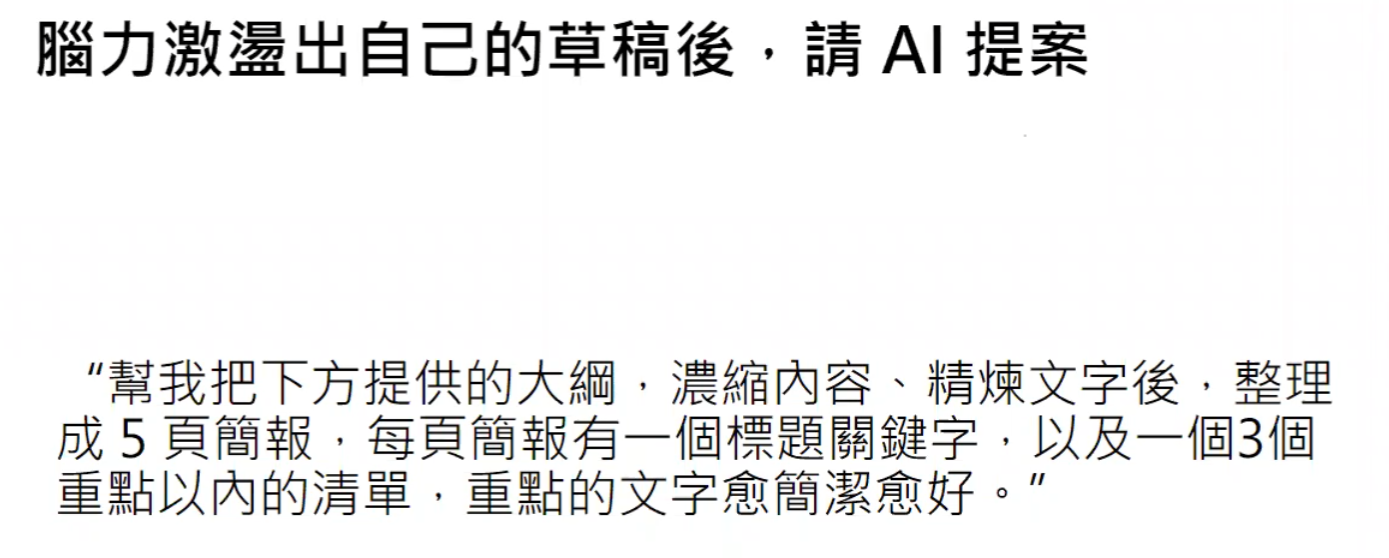 腦力激盪出自己的草稿後，請 AI 提案
“幫我把下方提供的大綱，濃縮內容、精煉文字後，整理
成 5 頁簡報，每頁簡報有一個標題關鍵字，以及一個3個
重點以內的清單，重點的文字愈簡潔愈好。”